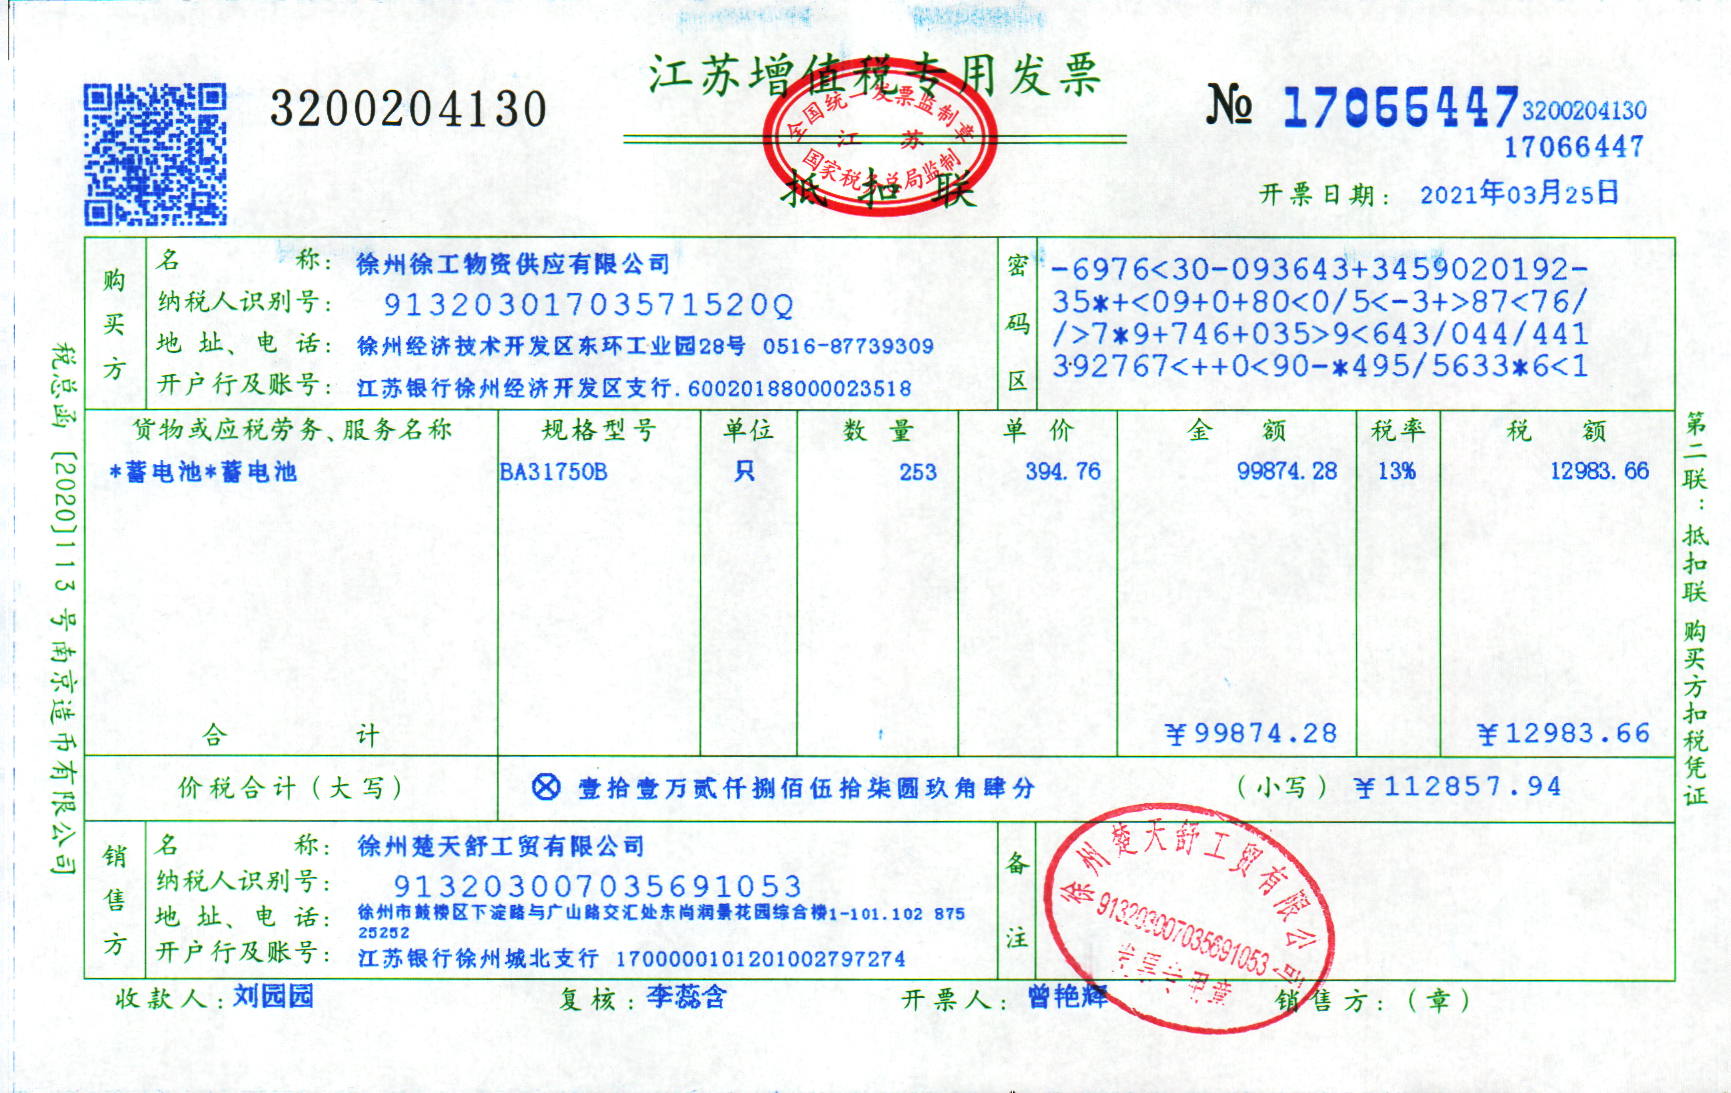 江苏增值税专用发票
3200204130
№ 17066447
3200204130
17066447
全国统一发票监制章
江 苏
国家税务总局监制
抵扣联
开票日期： 2021年03月25日
购买方
名 称： 徐州徐工物资供应有限公司
纳税人识别号： 91320301703571520Q
地 址、电 话： 徐州经济技术开发区东环工业园28号 0516-87739309
开户行及账号： 江苏银行徐州经济开发区支行.60020188000023518
密码区
-6976<30-093643+3459020192-
35*+<09+0+80<0/5<-3+>87<76/
/>7*9+746+035>9<643/044/441
392767<++0<90-*495/5633*6<1
货物或应税劳务、服务名称 规格型号 单位 数 量 单 价 金 额 税率 税 额
*蓄电池*蓄电池 BA31750B 只 253 394.76 99874.28 13% 12983.66
合 计 ￥99874.28 ￥12983.66
价税合计（大写） ⊗ 壹拾壹万贰仟捌佰伍拾柒圆玖角肆分 （小写）￥112857.94
销售方
名 称： 徐州楚天舒工贸有限公司
纳税人识别号： 913203007035691053
地 址、电 话： 徐州市鼓楼区下淀路与广山路交汇处东尚润景花园综合楼1-101.102 875
25252
开户行及账号： 江苏银行徐州城北支行 17000001012010027972​74
备注
徐州楚天舒工贸有限公司
913203007035691053
发票专用章
收款人：刘园园 复核：李蕊含 开票人：曾艳辉 销售方：（章）
税总函〔2020〕113号南京造币有限公司
第二联：抵扣联 购买方扣税凭证